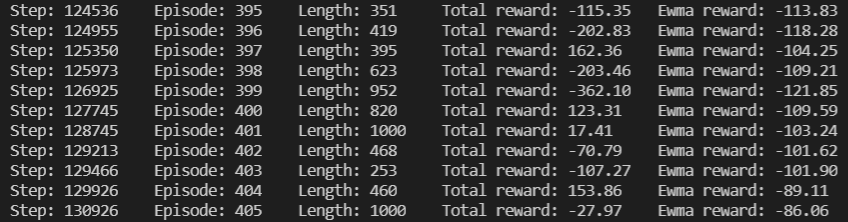 Step: 124536 Episode: 395 Length: 351 Total reward: -115.35 Ewma reward: -113.83
Step: 124955 Episode: 396 Length: 419 Total reward: -202.83 Ewma reward: -118.28
Step: 125350 Episode: 397 Length: 395 Total reward: 162.36 Ewma reward: -104.25
Step: 125973 Episode: 398 Length: 623 Total reward: -203.46 Ewma reward: -109.21
Step: 126925 Episode: 399 Length: 952 Total reward: -362.10 Ewma reward: -121.85
Step: 127745 Episode: 400 Length: 820 Total reward: 123.31 Ewma reward: -109.59
Step: 128745 Episode: 401 Length: 1000 Total reward: 17.41 Ewma reward: -103.24
Step: 129213 Episode: 402 Length: 468 Total reward: -70.79 Ewma reward: -101.62
Step: 129466 Episode: 403 Length: 253 Total reward: -107.27 Ewma reward: -101.90
Step: 129926 Episode: 404 Length: 460 Total reward: 153.86 Ewma reward: -89.11
Step: 130926 Episode: 405 Length: 1000 Total reward: -27.97 Ewma reward: -86.06